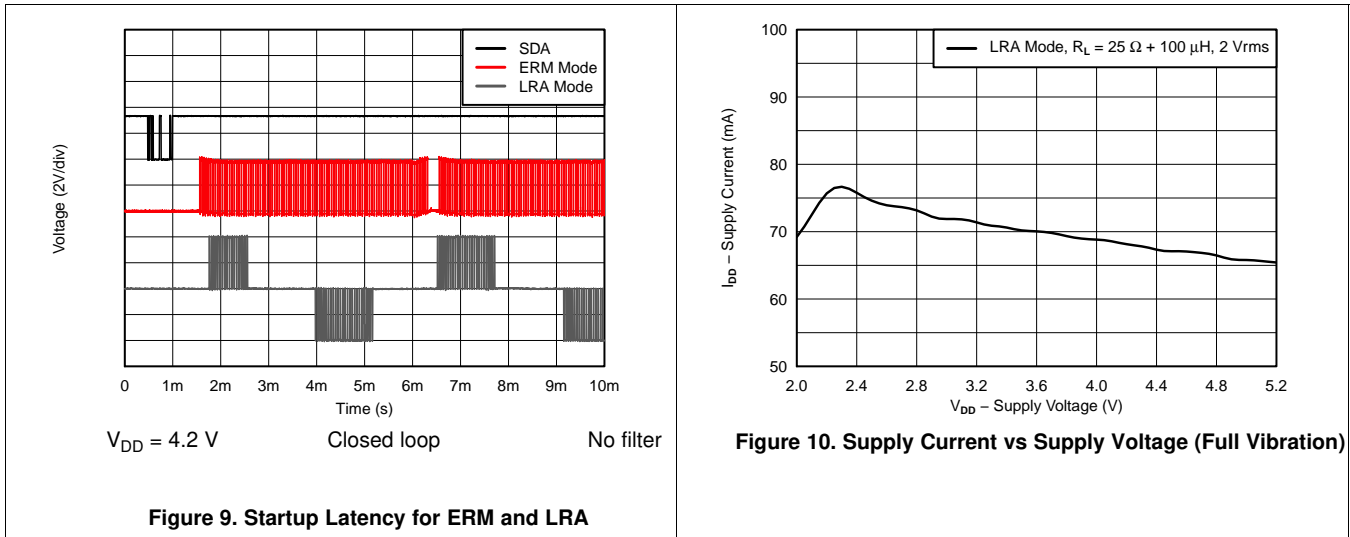 SDA
ERM Mode
LRA Mode
Voltage (2V/div)
0 1m 2m 3m 4m 5m 6m 7m 8m 9m 10m
Time (s)
V_DD = 4.2 V Closed loop No filter
Figure 9. Startup Latency for ERM and LRA
LRA Mode, R_L = 25 Ω + 100 µH, 2 Vrms
100
90
80
70
60
50
I_DD – Supply Current (mA)
2.0 2.4 2.8 3.2 3.6 4.0 4.4 4.8 5.2
V_DD – Supply Voltage (V)
Figure 10. Supply Current vs Supply Voltage (Full Vibration)